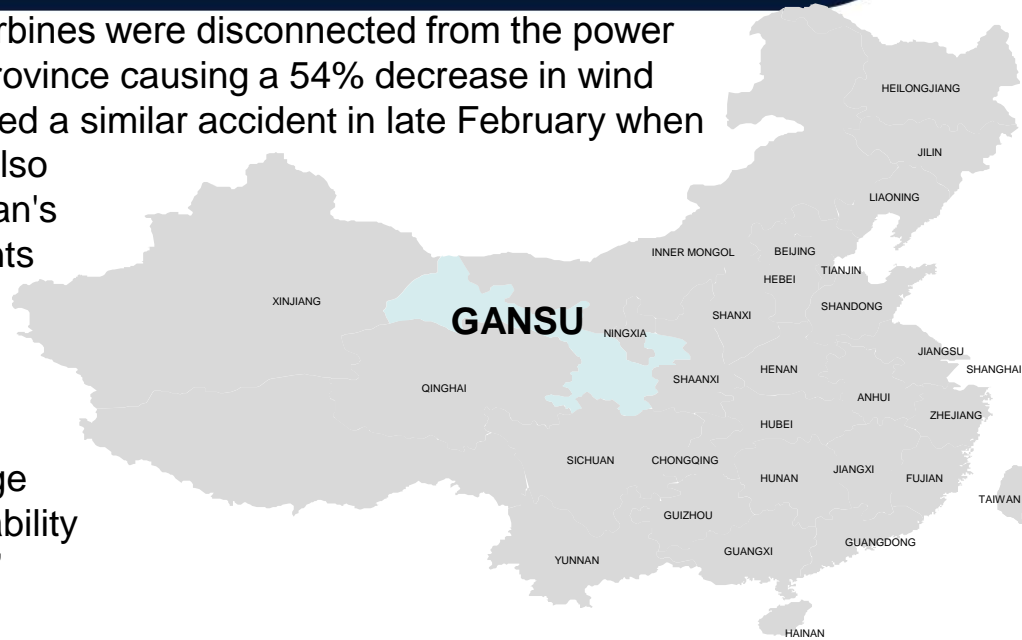 rbines were disconnected from the power
rovince causing a 54% decrease in wind
ed a similar accident in late February when
lso
an's
nts
ge
ability
HEILONGJIANG
JILIN
LIAONING
INNER MONGOL
BEIJING
TIANJIN
HEBEI
XINJIANG
SHANDONG
SHANXI
GANSU
NINGXIA
JIANGSU
SHANGHAI
HENAN
SHAANXI
QINGHAI
ANHUI
ZHEJIANG
HUBEI
SICHUAN
CHONGQING
JIANGXI
HUNAN
FUJIAN
TAIWAN
GUIZHOU
GUANGDONG
GUANGXI
YUNNAN
HAINAN